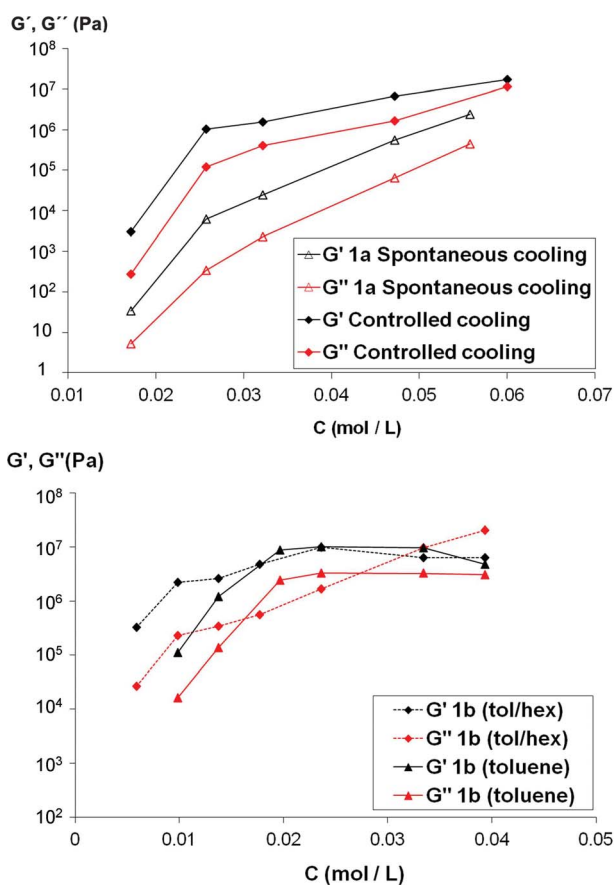 G´, G´´ (Pa)
10⁸
10⁷
10⁶
10⁵
10⁴
10³
10²
10
1
G' 1a Spontaneous cooling
G" 1a Spontaneous cooling
G' Controlled cooling
G" Controlled cooling
0.01 0.02 0.03 0.04 0.05 0.06 0.07
C (mol / L)
G', G"(Pa)
10⁸
10⁷
10⁶
10⁵
10⁴
10³
10²
G' 1b (tol/hex)
G" 1b (tol/hex)
G' 1b (toluene)
G" 1b (toluene)
0 0.01 0.02 0.03 0.04 0.05
C (mol / L)